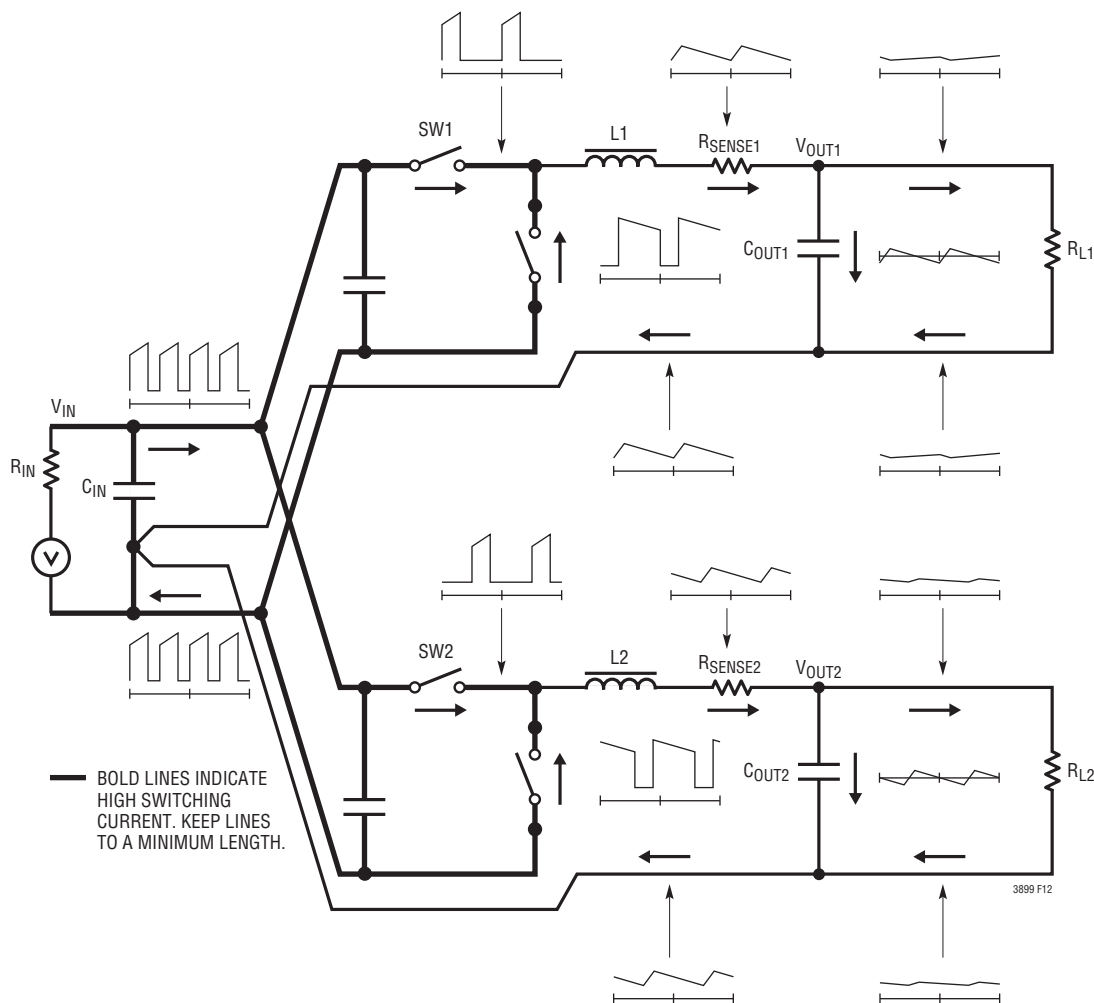 SW1
L1
RSENSE1
VOUT1
COUT1
RL1
VIN
RIN
CIN
V
SW2
L2
RSENSE2
VOUT2
COUT2
RL2
BOLD LINES INDICATE
HIGH SWITCHING
CURRENT. KEEP LINES
TO A MINIMUM LENGTH.
3899 F12